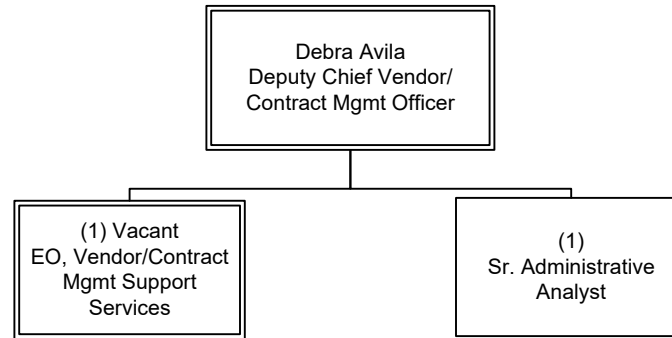 Debra Avila
Deputy Chief Vendor/
Contract Mgmt Officer
(1) Vacant
EO, Vendor/Contract
Mgmt Support
Services
(1)
Sr. Administrative
Analyst